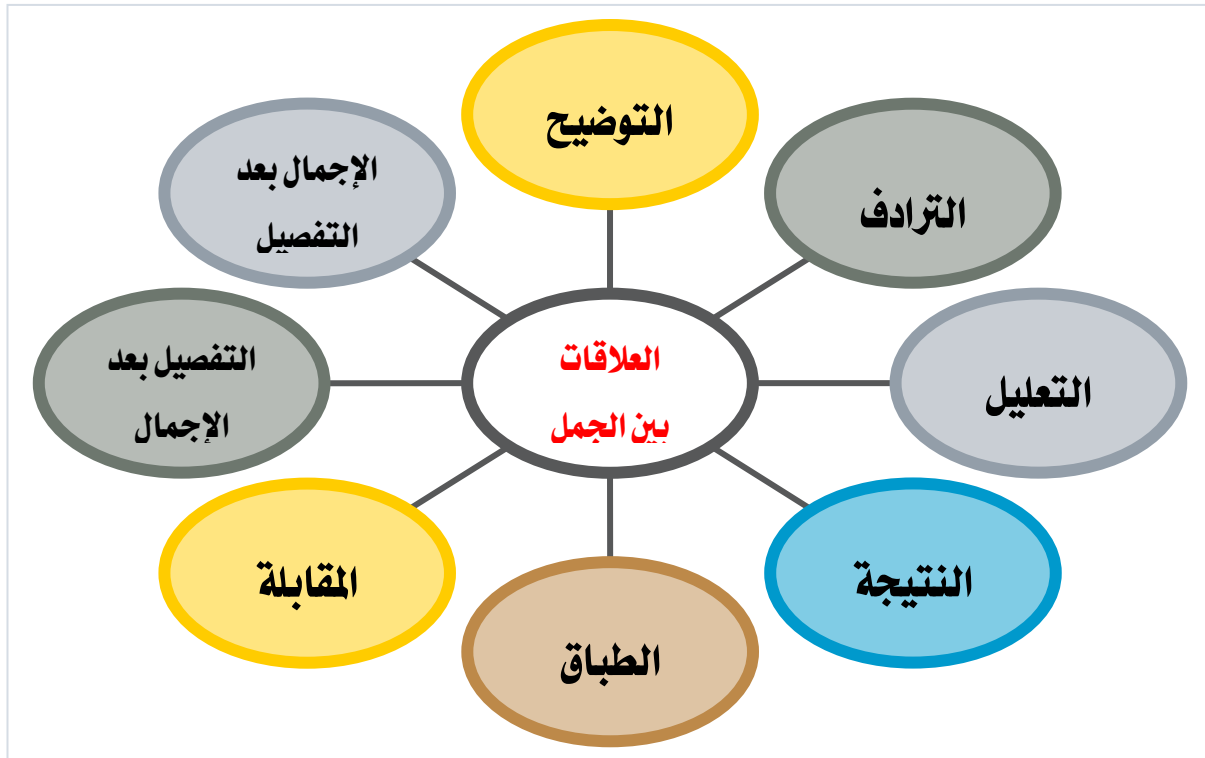 العلاقات
بين الجمل
التوضيح
الترادف
التعليل
النتيجة
الطباق
المقابلة
التفصيل بعد
الإجمال
الإجمال بعد
التفصيل